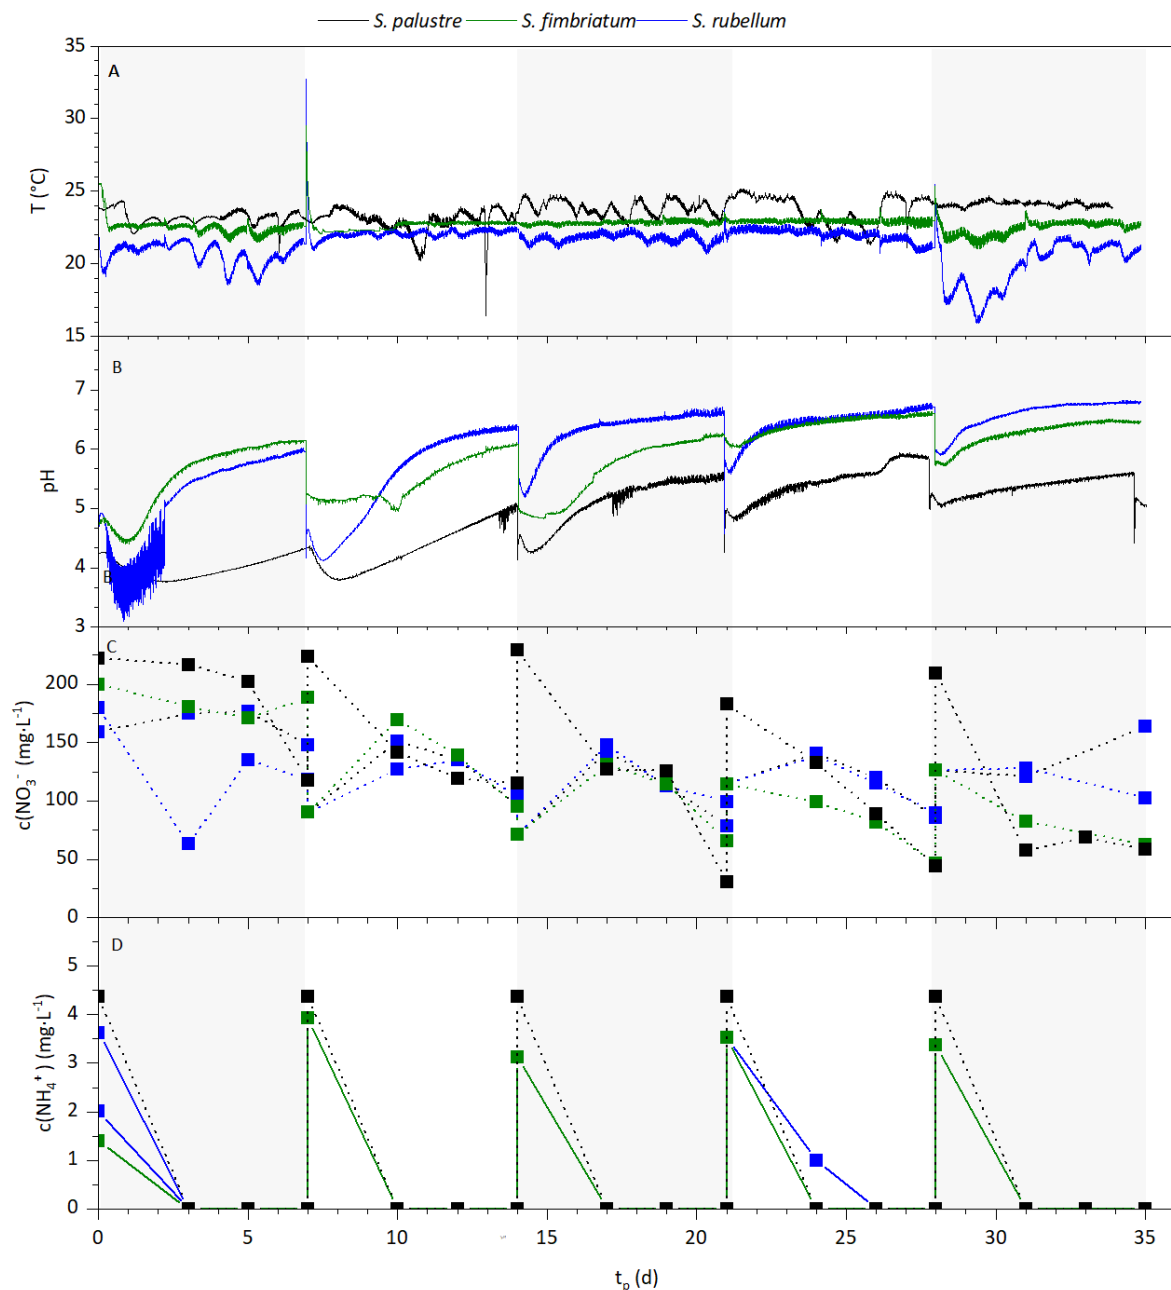 S. palustre S. fimbriatum S. rubellum
A
35
30
25
20
15
T (°C)
B
7
6
5
4
3
pH
E
C
200
150
100
50
0
c(NO₃⁻ (mg·L⁻¹)
D
5
4
3
2
1
0
c(NH₄⁺) (mg·L⁻¹)
0 5 10 15 20 25 30 35
tₚ (d)